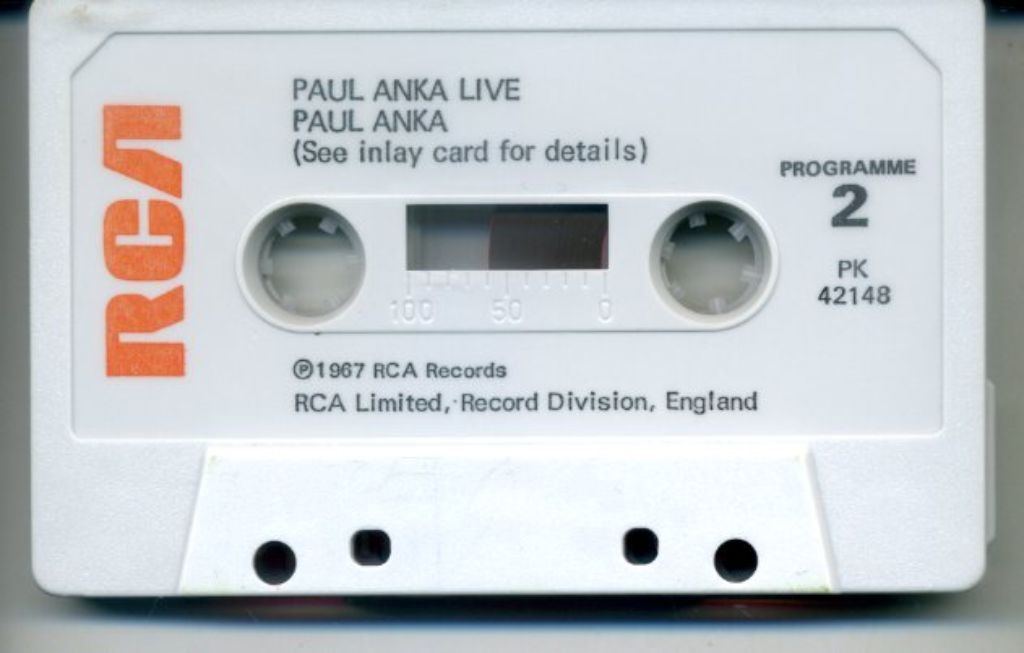 RCA
PAUL ANKA LIVE
PAUL ANKA
(See inlay card for details)
PROGRAMME
2
PK
42148
100 50 0
℗1967 RCA Records
RCA Limited, Record Division, England